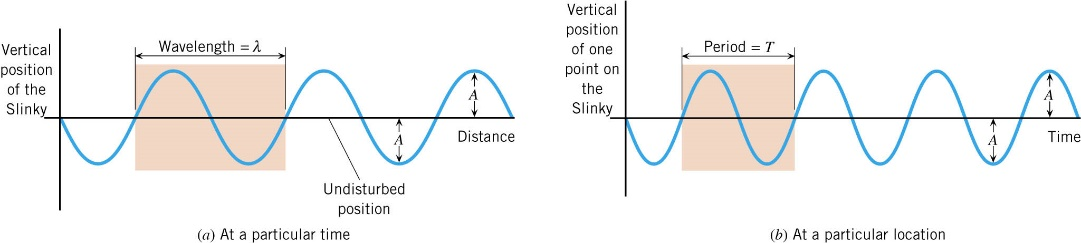 Vertical
position
of the
Slinky
Wavelength = λ
A
A
Distance
Undisturbed
position
(a) At a particular time
Vertical
position
of one
point on
the
Slinky
Period = T
A
A
Time
(b) At a particular location